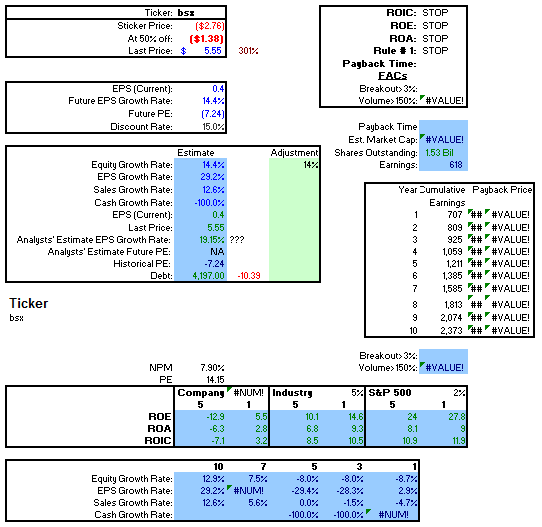 Ticker: bsx
Sticker Price: ($2.76)
At 50% off: ($1.38)
Last Price: $ 5.55 301%
ROIC: STOP
ROE: STOP
ROA: STOP
Rule # 1: STOP
Payback Time:
FACs
Breakout>3%:
Volume>150%: #VALUE!
EPS (Current): 0.4
Future EPS Growth Rate: 14.4%
Future PE: (7.24)
Discount Rate: 15.0%
Payback Time
Est. Market Cap: #VALUE!
Shares Outstanding: 1.53 Bil
Earnings: 618
Estimate Adjustment
Equity Growth Rate: 14.4% 14%
EPS Growth Rate: 29.2%
Sales Growth Rate: 12.6%
Cash Growth Rate: -100.0%
EPS (Current): 0.4
Last Price: 5.55
Analysts' Estimate EPS Growth Rate: 19.15% ???
Analysts' Estimate Future PE: NA
Historical PE: -7.24
Debt: 4,197.00 -10.39
Year Cumulative Payback Price
Earnings
1 707 ## #VALUE!
2 809 ## #VALUE!
3 925 ## #VALUE!
4 1,059 ## #VALUE!
5 1,211 ## #VALUE!
6 1,385 ## #VALUE!
7 1,585 ## #VALUE!
8 1,813 ## #VALUE!
9 2,074 ## #VALUE!
10 2,373 ## #VALUE!
Ticker
bsx
Breakout>3%:
Volume>150%: #VALUE!
NPM 7.90%
PE 14.15
Company #NUM! Industry 5% S&P 500 2%
5 1 5 1 5 1
ROE -12.9 5.5 10.1 14.6 24 27.8
ROA -6.3 2.8 6.8 9.3 8.1 9
ROIC -7.1 3.2 8.5 10.5 10.9 11.9
10 7 5 3 1
Equity Growth Rate: 12.9% 7.5% -8.0% -8.0% -8.7%
EPS Growth Rate: 29.2% #NUM! -29.4% -28.3% 2.9%
Sales Growth Rate: 12.6% 5.6% 0.0% -1.5% -4.7%
Cash Growth Rate: -100.0% -100.0% #NUM!